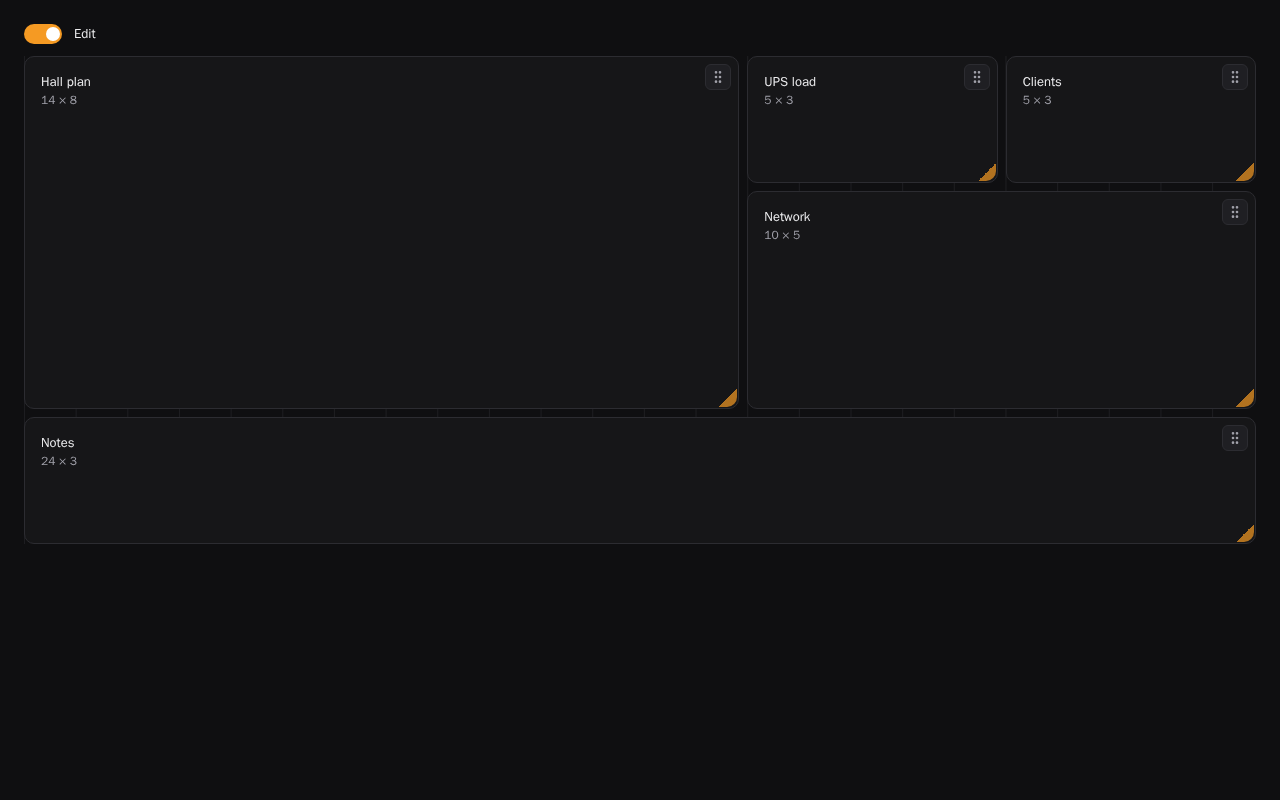 Edit
Hall plan
14 × 8
UPS load
5 × 3
Clients
5 × 3
Network
10 × 5
Notes
24 × 3